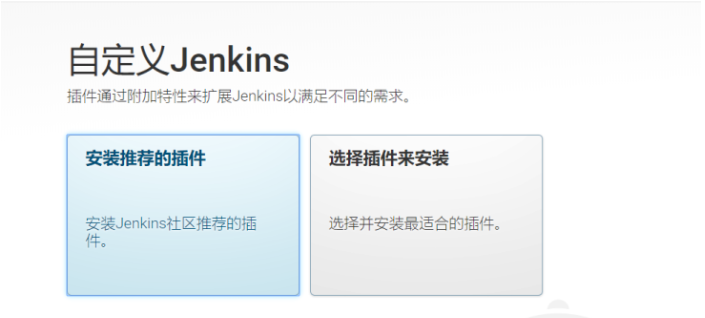 自定义Jenkins
插件通过附加特性来扩展Jenkins以满足不同的需求。
安装推荐的插件
选择插件来安装
安装Jenkins社区推荐的插
件。
选择并安装最适合的插件。